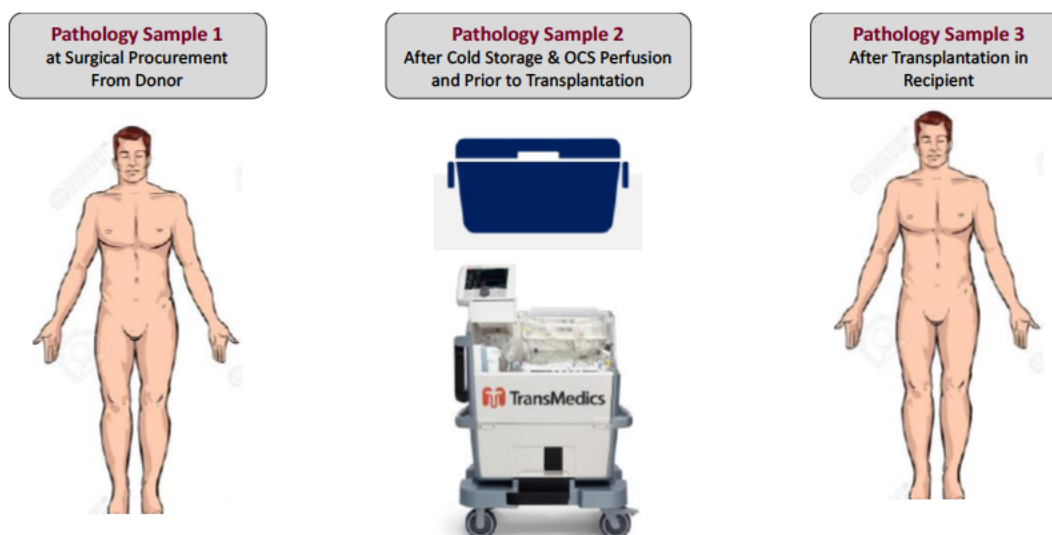 Pathology Sample 1
at Surgical Procurement
From Donor
Pathology Sample 2
After Cold Storage & OCS Perfusion
and Prior to Transplantation
Pathology Sample 3
After Transplantation in
Recipient
TransMedics